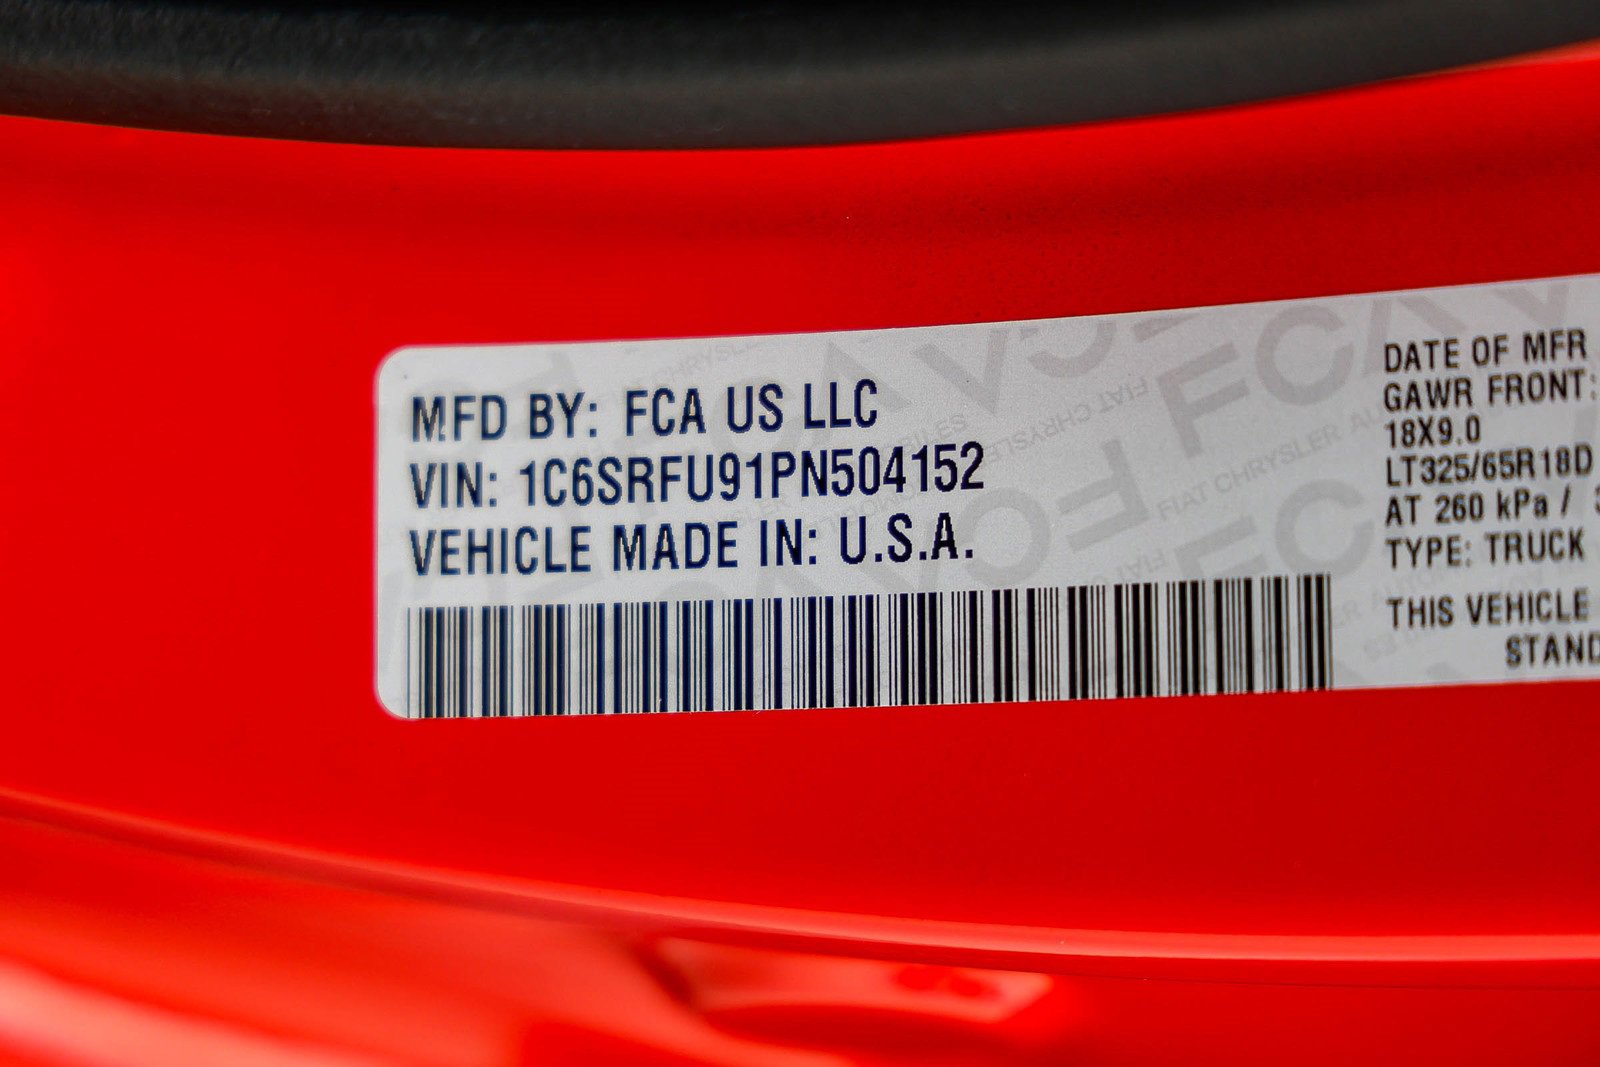 MFD BY: FCA US LLC
VIN: 1C6SRFU91PN504152
VEHICLE MADE IN: U.S.A.
DATE OF MFR
GAWR FRONT:
18X9.0
LT325/65R18D
AT 260 kPa /
TYPE: TRUCK
THIS VEHICLE